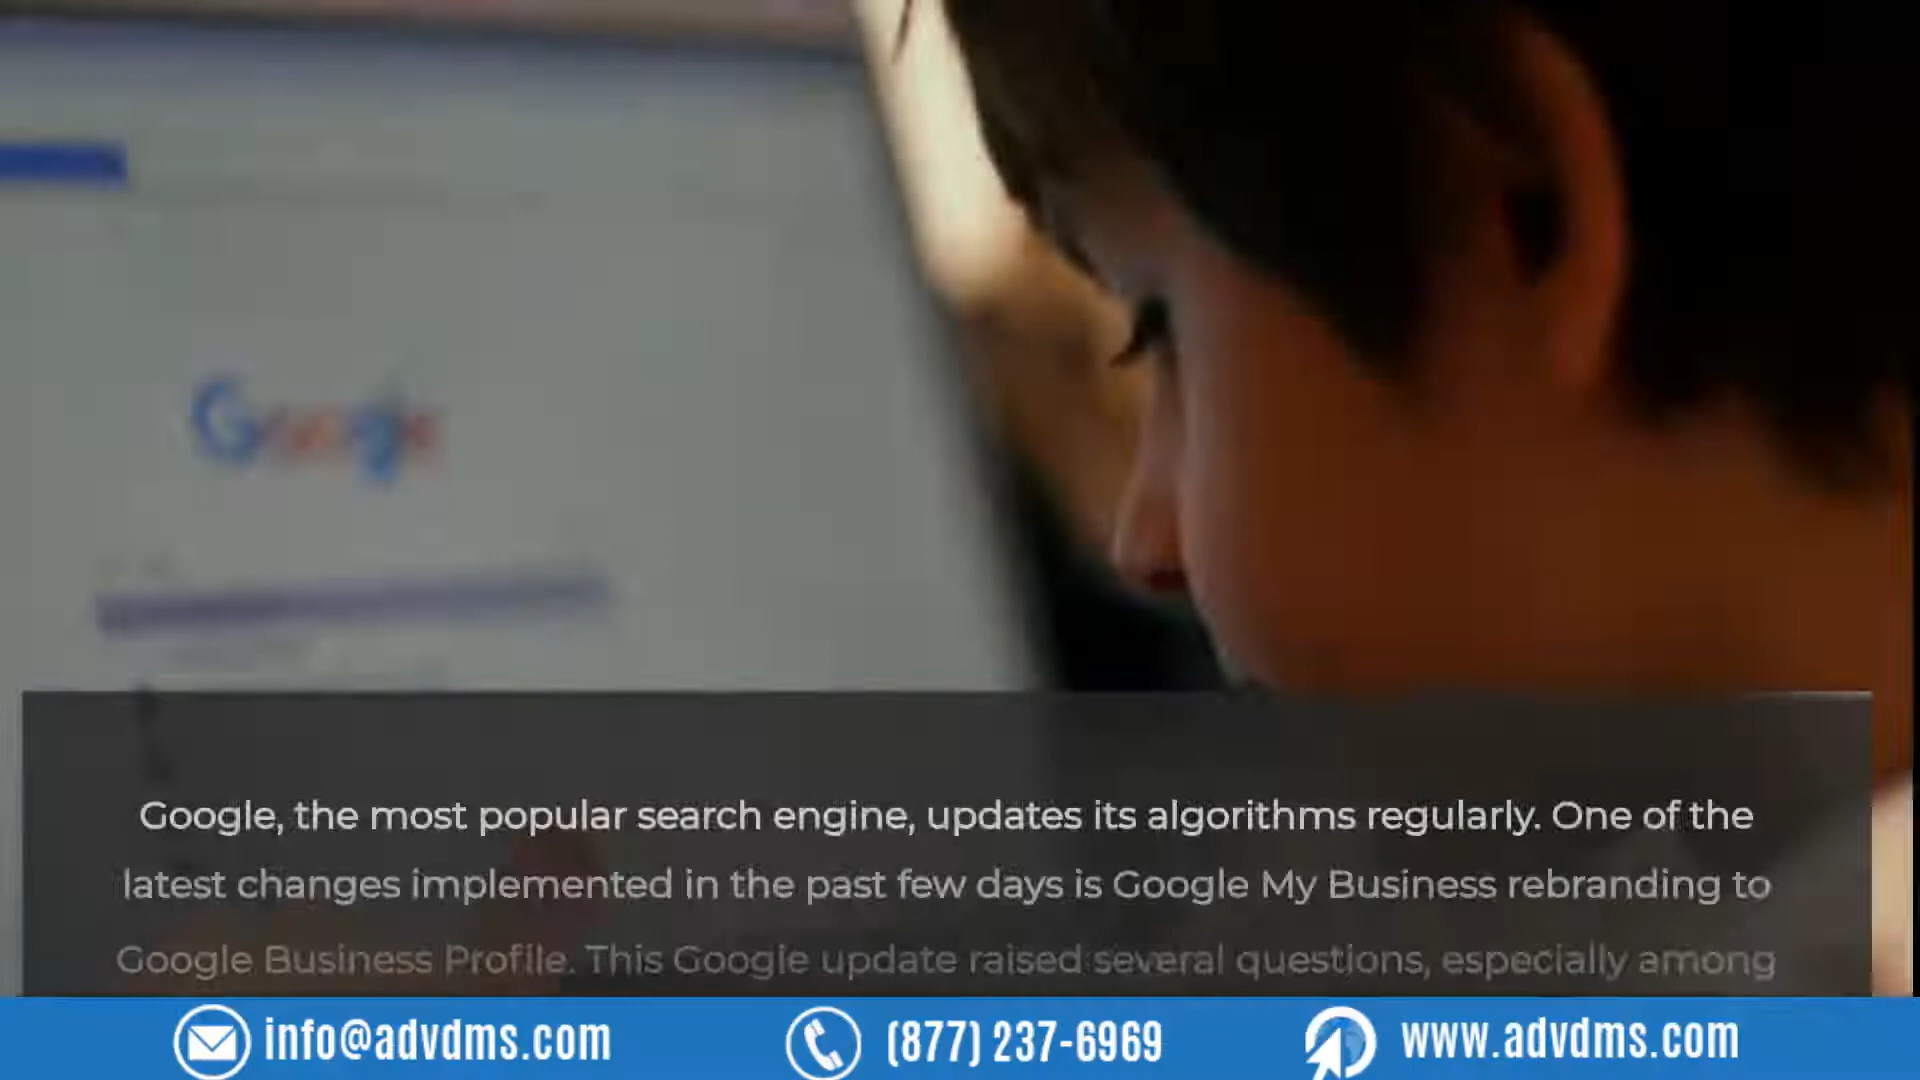 Google
Google, the most popular search engine, updates its algorithms regularly. One of the
latest changes implemented in the past few days is Google My Business rebranding to
Google Business Profile. This Google update raised several questions, especially among
info@advdms.com
(877) 237-6969
www.advdms.com